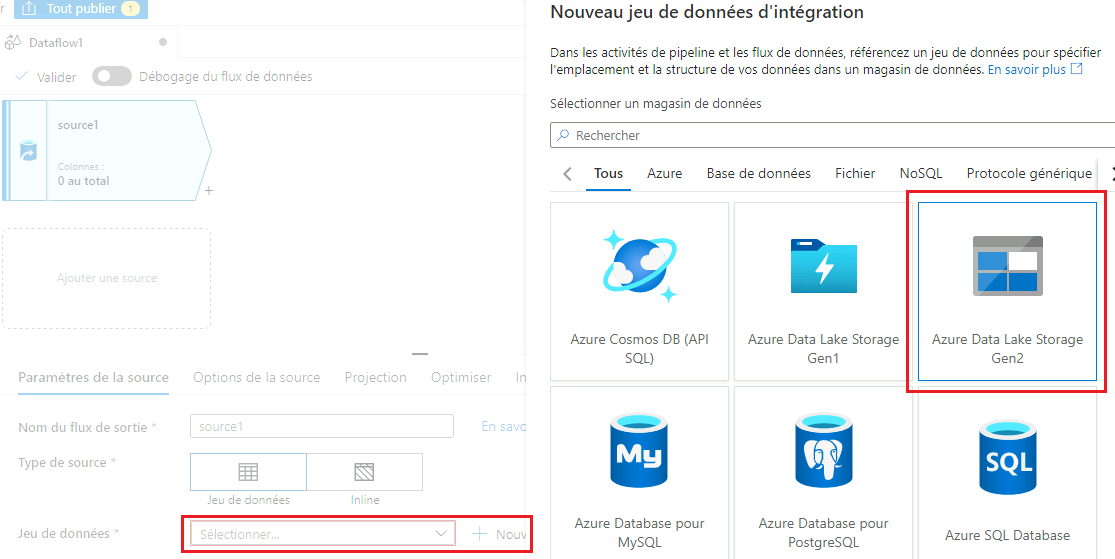 Tout publier 1
Dataflow1
Valider
Débogage du flux de données
source1
Colonnes :
0 au total
+
Ajouter une source
Paramètres de la source
Options de la source
Projection
Optimiser
In
Nom du flux de sortie *
source1
En savo
Type de source *
Jeu de données
Inline
Jeu de données *
Sélectionner...
+ Nouv
Nouveau jeu de données d'intégration
Dans les activités de pipeline et les flux de données, référencez un jeu de données pour spécifier
l'emplacement et la structure de vos données dans un magasin de données. En savoir plus
Sélectionner un magasin de données
Rechercher
Tous
Azure
Base de données
Fichier
NoSQL
Protocole générique
Azure Cosmos DB (API
SQL)
Azure Data Lake Storage
Gen1
Azure Data Lake Storage
Gen2
My
Azure Database pour
MySQL
Azure Database pour
PostgreSQL
SQL
Azure SQL Database